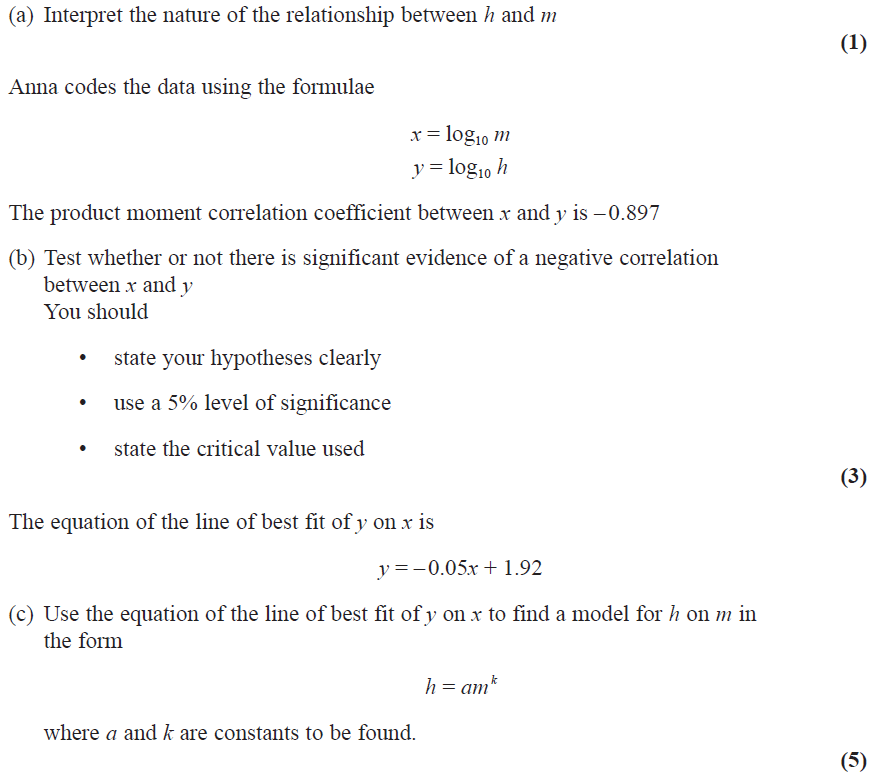 (a) Interpret the nature of the relationship between h and m
(1)
Anna codes the data using the formulae
x = log₁₀ m
y = log₁₀ h
The product moment correlation coefficient between x and y is −0.897
(b) Test whether or not there is significant evidence of a negative correlation
between x and y
You should
• state your hypotheses clearly
• use a 5% level of significance
• state the critical value used
(3)
The equation of the line of best fit of y on x is
y = −0.05x + 1.92
(c) Use the equation of the line of best fit of y on x to find a model for h on m in
the form
h = amᵏ
where a and k are constants to be found.
(5)